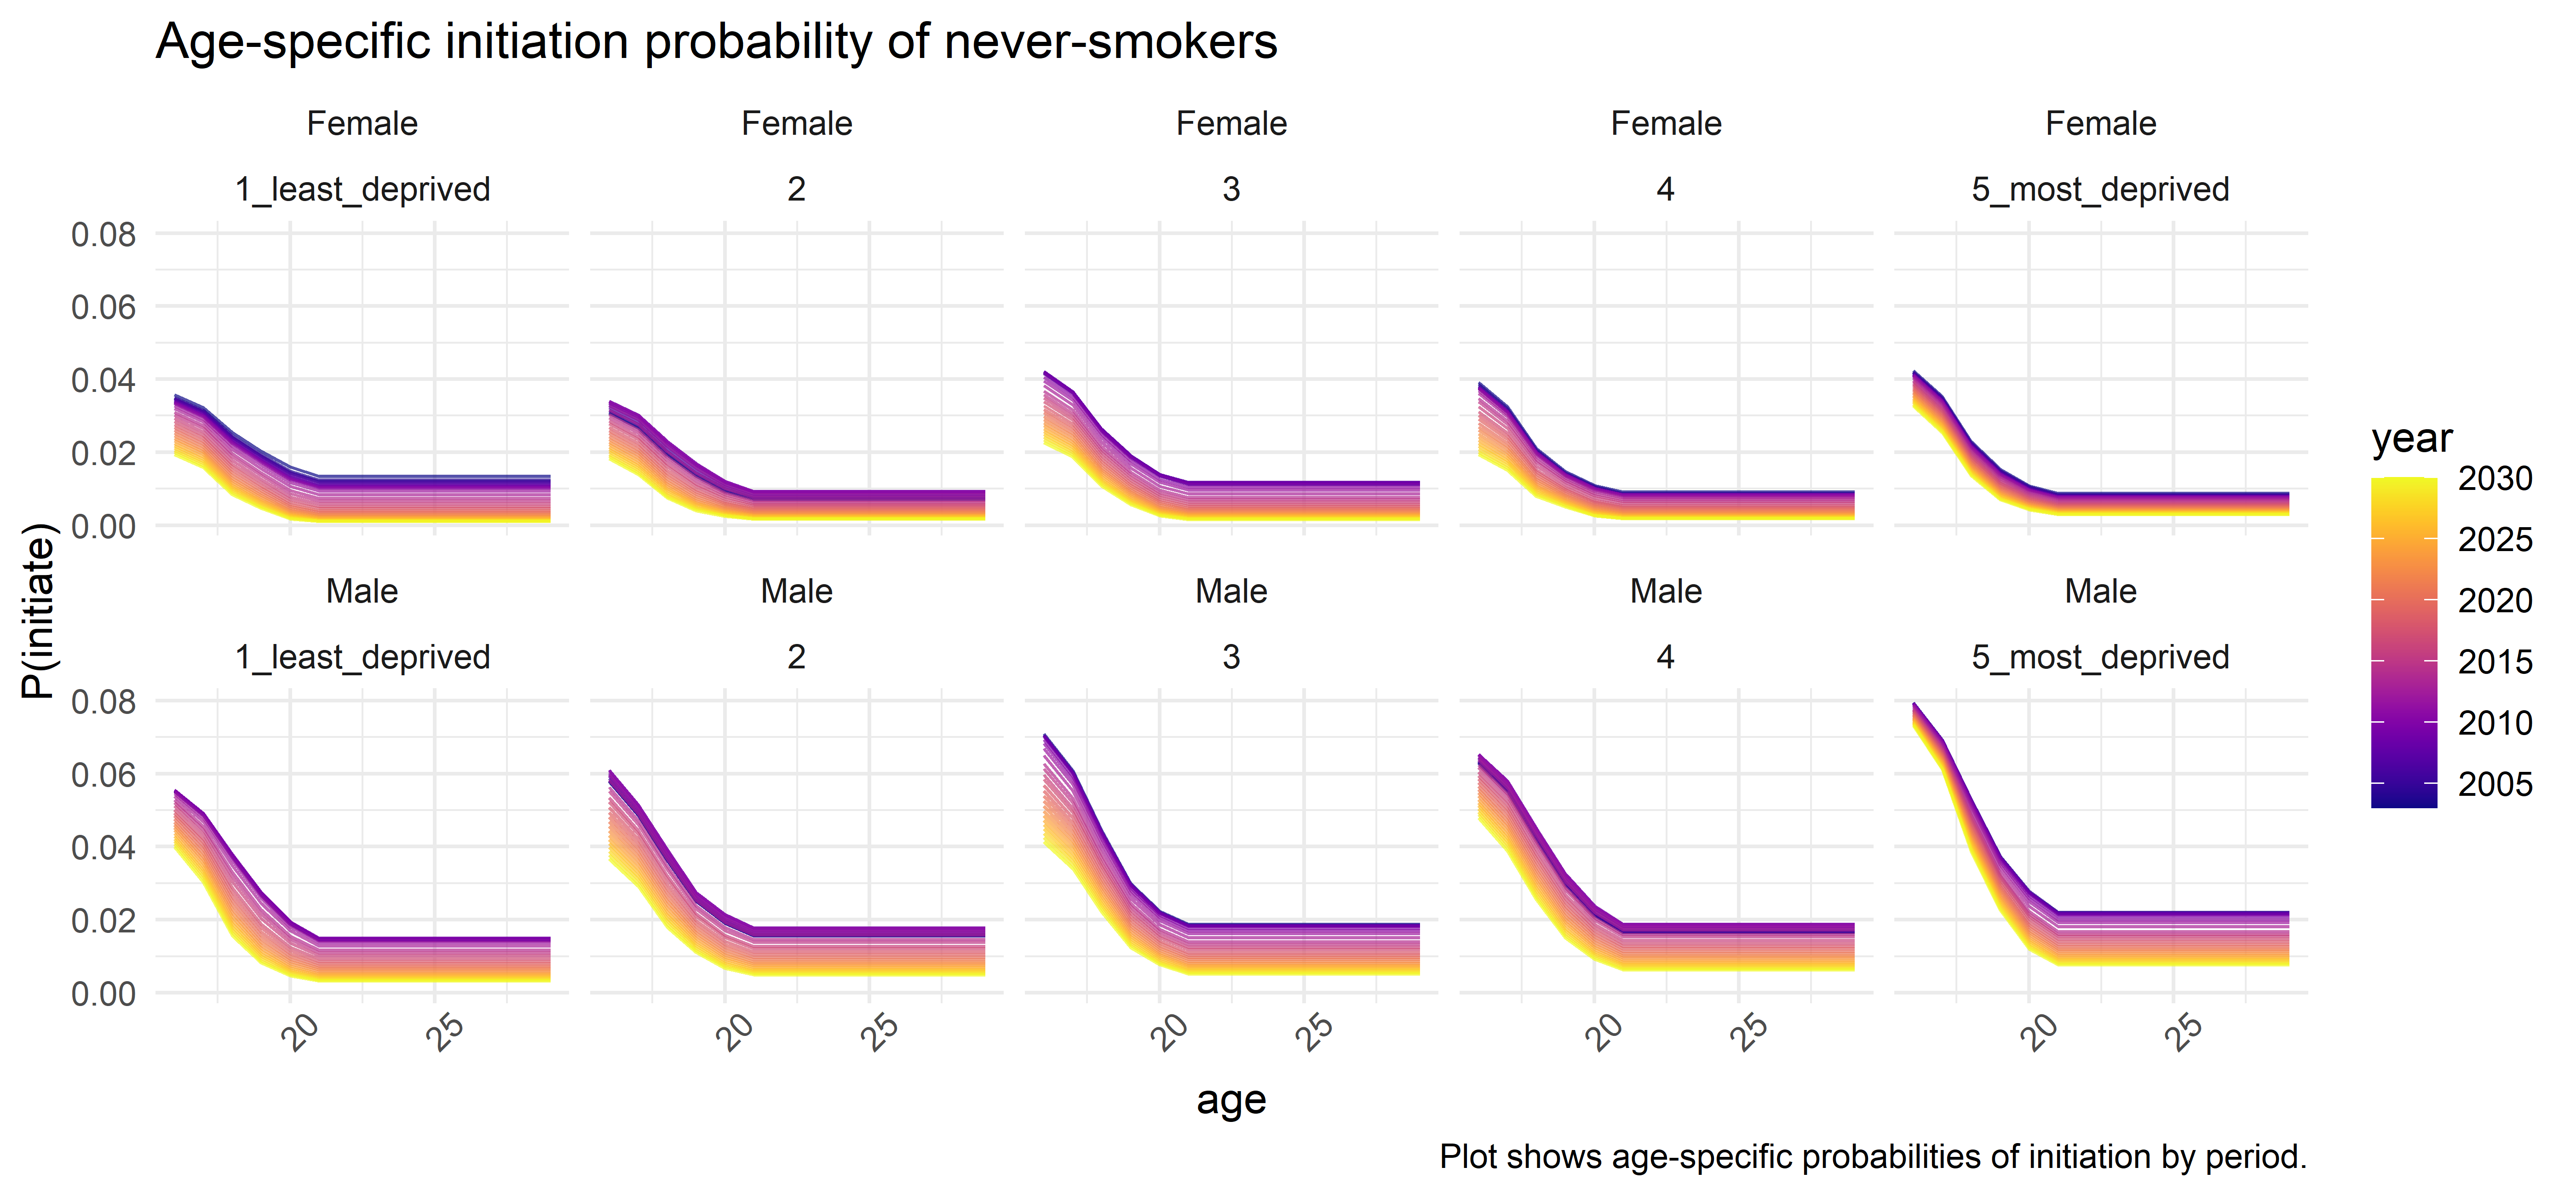 Age-specific initiation probability of never-smokers
Female Female Female Female Female
1_least_deprived 2 3 4 5_most_deprived
0.08
0.06
0.04
0.02
0.00
Male Male Male Male Male
1_least_deprived 2 3 4 5_most_deprived
0.08
0.06
0.04
0.02
0.00
P(initiate)
20 25 20 25 20 25 20 25 20 25
age
year
2030
2025
2020
2015
2010
2005
Plot shows age-specific probabilities of initiation by period.